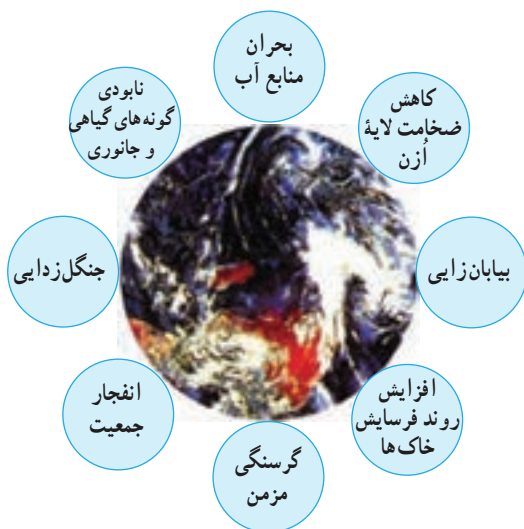 بحران
منابع آب
کاهش
ضخامت لایهٔ
اُزن
بیابان‌زایی
افزایش
روند فرسایش
خاک‌ها
گرسنگی
مزمن
انفجار
جمعیت
جنگل‌زدایی
نابودی
گونه‌های گیاهی
و جانوری